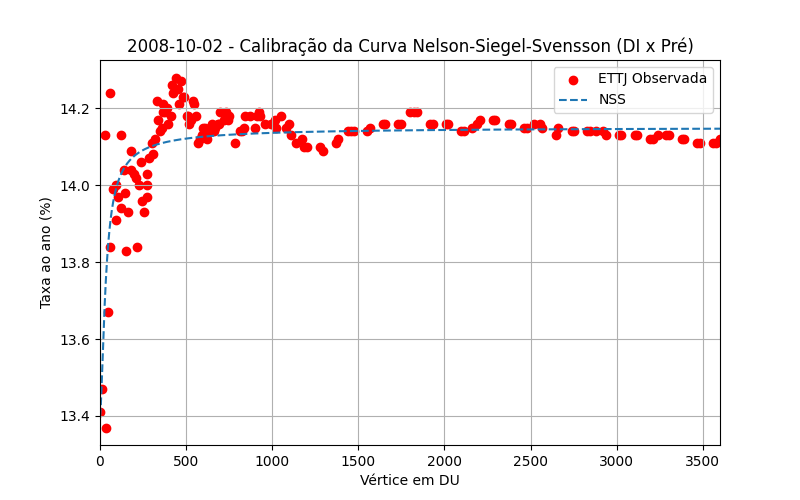 2008-10-02 - Calibração da Curva Nelson-Siegel-Svensson (DI x Pré)
ETTJ Observada
NSS
Taxa ao ano (%)
14.2
14.0
13.8
13.6
13.4
0 500 1000 1500 2000 2500 3000 3500
Vértice em DU